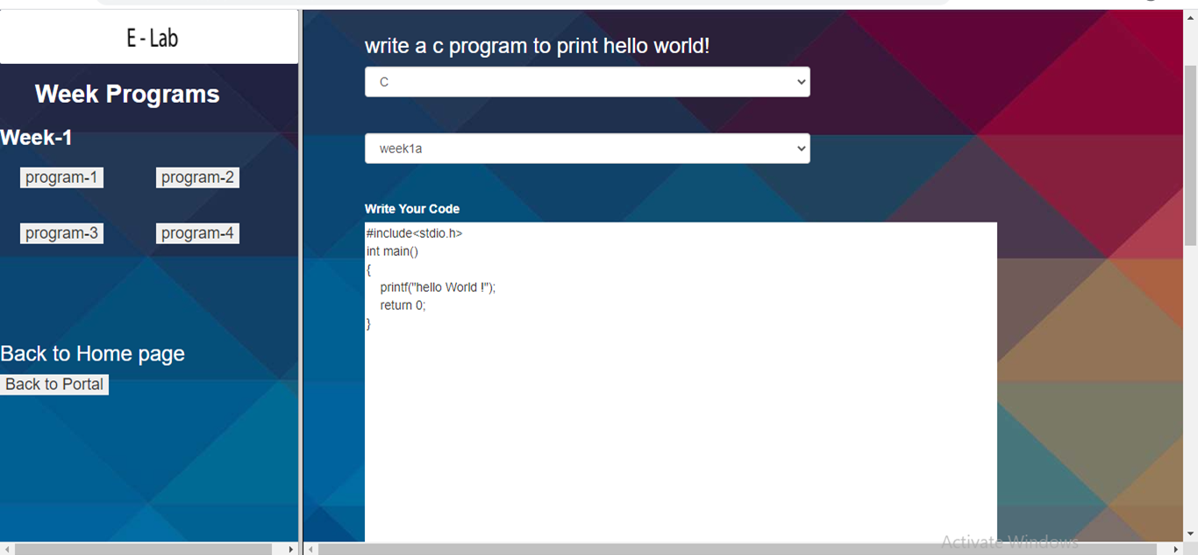 E - Lab
Week Programs
Week-1
program-1 program-2
program-3 program-4
Back to Home page
Back to Portal
write a c program to print hello world!
C
week1a
Write Your Code
#include<stdio.h>
int main()
{
printf("hello World !");
return 0;
}
Activate Windows